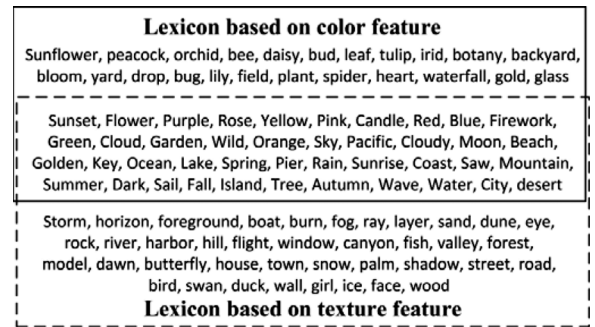 Lexicon based on color feature
Sunflower, peacock, orchid, bee, daisy, bud, leaf, tulip, irid, botany, backyard,
bloom, yard, drop, bug, lily, field, plant, spider, heart, waterfall, gold, glass
Sunset, Flower, Purple, Rose, Yellow, Pink, Candle, Red, Blue, Firework,
Green, Cloud, Garden, Wild, Orange, Sky, Pacific, Cloudy, Moon, Beach,
Golden, Key, Ocean, Lake, Spring, Pier, Rain, Sunrise, Coast, Saw, Mountain,
Summer, Dark, Sail, Fall, Island, Tree, Autumn, Wave, Water, City, desert
Storm, horizon, foreground, boat, burn, fog, ray, layer, sand, dune, eye,
rock, river, harbor, hill, flight, window, canyon, fish, valley, forest,
model, dawn, butterfly, house, town, snow, palm, shadow, street, road,
bird, swan, duck, wall, girl, ice, face, wood
Lexicon based on texture feature